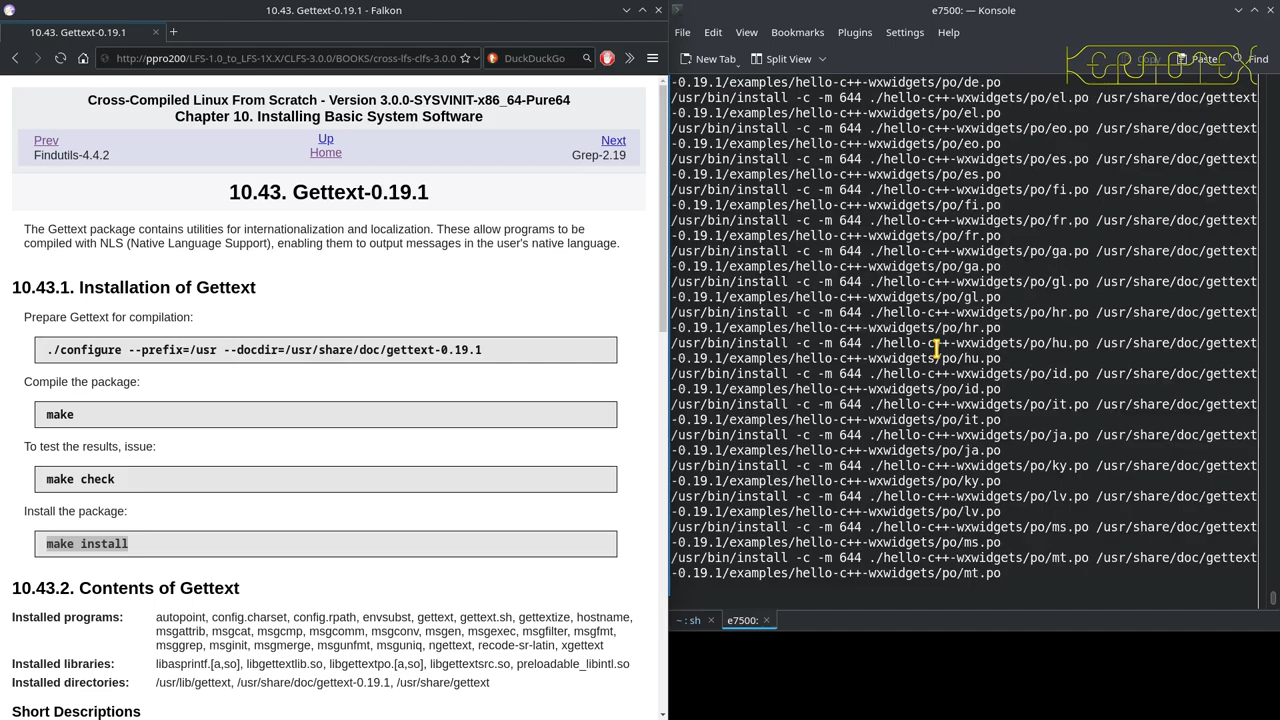 10.43. Gettext-0.19.1 - Falkon
10.43. Gettext-0.19.1
http://ppro200/LFS-1.0_to_LFS-1X.X/CLFS-3.0.0/BOOKS/cross-lfs-clfs-3.0.0
DuckDuckGo
Cross-Compiled Linux From Scratch - Version 3.0.0-SYSVINIT-x86_64-Pure64
Chapter 10. Installing Basic System Software
Prev Up Next
Findutils-4.4.2 Home Grep-2.19
10.43. Gettext-0.19.1
The Gettext package contains utilities for internationalization and localization. These allow programs to be
compiled with NLS (Native Language Support), enabling them to output messages in the user's native language.
10.43.1. Installation of Gettext
Prepare Gettext for compilation:
./configure --prefix=/usr --docdir=/usr/share/doc/gettext-0.19.1
Compile the package:
make
To test the results, issue:
make check
Install the package:
make install
10.43.2. Contents of Gettext
Installed programs: autopoint, config.charset, config.rpath, envsubst, gettext, gettext.sh, gettextize, hostname,
msgattrib, msgcat, msgcmp, msgcomm, msgconv, msgen, msgexec, msgfilter, msgfmt,
msggrep, msginit, msgmerge, msgunfmt, msguniq, ngettext, recode-sr-latin, xgettext
Installed libraries: libasprintf.[a,so], libgettextlib.so, libgettextpo.[a,so], libgettextsrc.so, preloadable_libintl.so
Installed directories: /usr/lib/gettext, /usr/share/doc/gettext-0.19.1, /usr/share/gettext
Short Descriptions
e7500: — Konsole
File Edit View Bookmarks Plugins Settings Help
New Tab Split View Copy Paste Find
-0.19.1/examples/hello-c++-wxwidgets/po/de.po
/usr/bin/install -c -m 644 ./hello-c++-wxwidgets/po/el.po /usr/share/doc/gettext
-0.19.1/examples/hello-c++-wxwidgets/po/el.po
/usr/bin/install -c -m 644 ./hello-c++-wxwidgets/po/eo.po /usr/share/doc/gettext
-0.19.1/examples/hello-c++-wxwidgets/po/eo.po
/usr/bin/install -c -m 644 ./hello-c++-wxwidgets/po/es.po /usr/share/doc/gettext
-0.19.1/examples/hello-c++-wxwidgets/po/es.po
/usr/bin/install -c -m 644 ./hello-c++-wxwidgets/po/fi.po /usr/share/doc/gettext
-0.19.1/examples/hello-c++-wxwidgets/po/fi.po
/usr/bin/install -c -m 644 ./hello-c++-wxwidgets/po/fr.po /usr/share/doc/gettext
-0.19.1/examples/hello-c++-wxwidgets/po/fr.po
/usr/bin/install -c -m 644 ./hello-c++-wxwidgets/po/ga.po /usr/share/doc/gettext
-0.19.1/examples/hello-c++-wxwidgets/po/ga.po
/usr/bin/install -c -m 644 ./hello-c++-wxwidgets/po/gl.po /usr/share/doc/gettext
-0.19.1/examples/hello-c++-wxwidgets/po/gl.po
/usr/bin/install -c -m 644 ./hello-c++-wxwidgets/po/hr.po /usr/share/doc/gettext
-0.19.1/examples/hello-c++-wxwidgets/po/hr.po
/usr/bin/install -c -m 644 ./hello-c++-wxwidgets/po/hu.po /usr/share/doc/gettext
-0.19.1/examples/hello-c++-wxwidgets/po/hu.po
/usr/bin/install -c -m 644 ./hello-c++-wxwidgets/po/id.po /usr/share/doc/gettext
-0.19.1/examples/hello-c++-wxwidgets/po/id.po
/usr/bin/install -c -m 644 ./hello-c++-wxwidgets/po/it.po /usr/share/doc/gettext
-0.19.1/examples/hello-c++-wxwidgets/po/it.po
/usr/bin/install -c -m 644 ./hello-c++-wxwidgets/po/ja.po /usr/share/doc/gettext
-0.19.1/examples/hello-c++-wxwidgets/po/ja.po
/usr/bin/install -c -m 644 ./hello-c++-wxwidgets/po/ky.po /usr/share/doc/gettext
-0.19.1/examples/hello-c++-wxwidgets/po/ky.po
/usr/bin/install -c -m 644 ./hello-c++-wxwidgets/po/lv.po /usr/share/doc/gettext
-0.19.1/examples/hello-c++-wxwidgets/po/lv.po
/usr/bin/install -c -m 644 ./hello-c++-wxwidgets/po/ms.po /usr/share/doc/gettext
-0.19.1/examples/hello-c++-wxwidgets/po/ms.po
/usr/bin/install -c -m 644 ./hello-c++-wxwidgets/po/mt.po /usr/share/doc/gettext
-0.19.1/examples/hello-c++-wxwidgets/po/mt.po
~ : sh e7500: